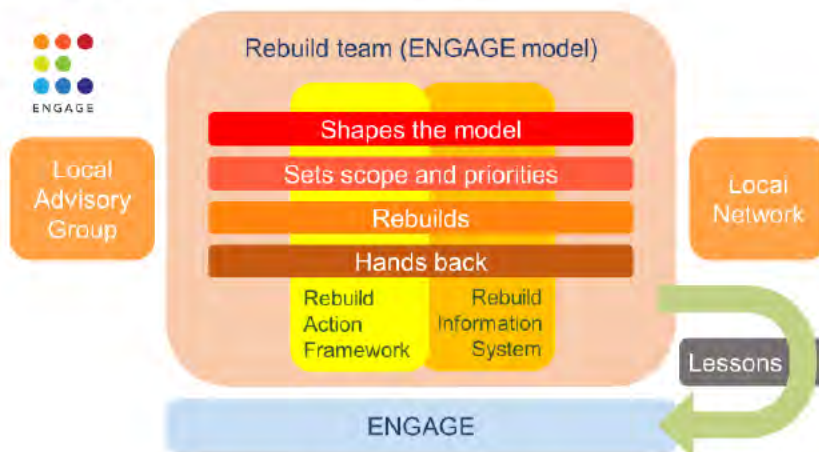 ENGAGE
Rebuild team (ENGAGE model)
Local
Advisory
Group
Shapes the model
Sets scope and priorities
Rebuilds
Hands back
Local
Network
Rebuild
Action
Framework
Rebuild
Information
System
Lessons
ENGAGE